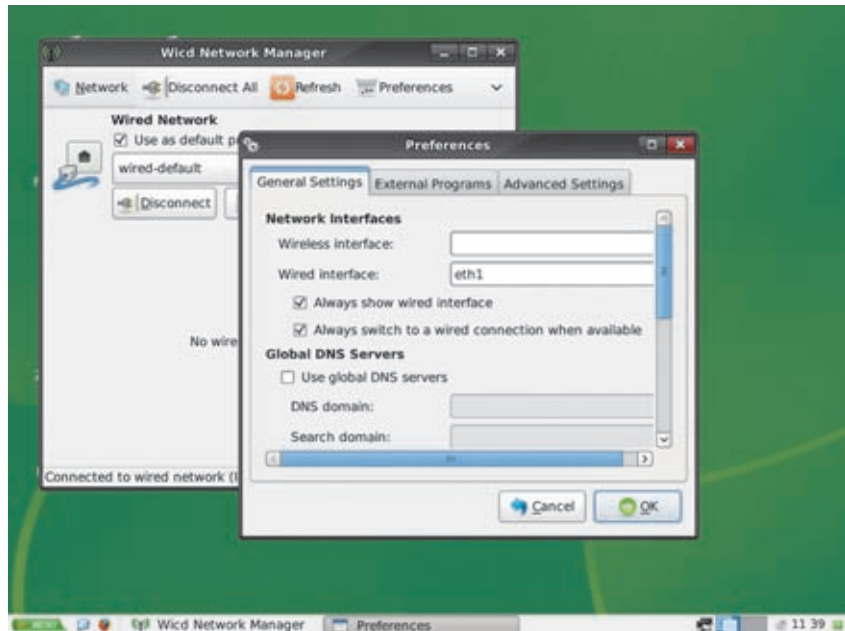 Wicd Network Manager
Network Disconnect All Refresh Preferences
Wired Network
Use as default p
wired-default
Disconnect
No wire
Connected to wired network (I
Preferences
General Settings External Programs Advanced Settings
Network Interfaces
Wireless interface:
Wired interface: eth1
Always show wired interface
Always switch to a wired connection when available
Global DNS Servers
Use global DNS servers
DNS domain:
Search domain:
Cancel OK
Wicd Network Manager Preferences 11 39